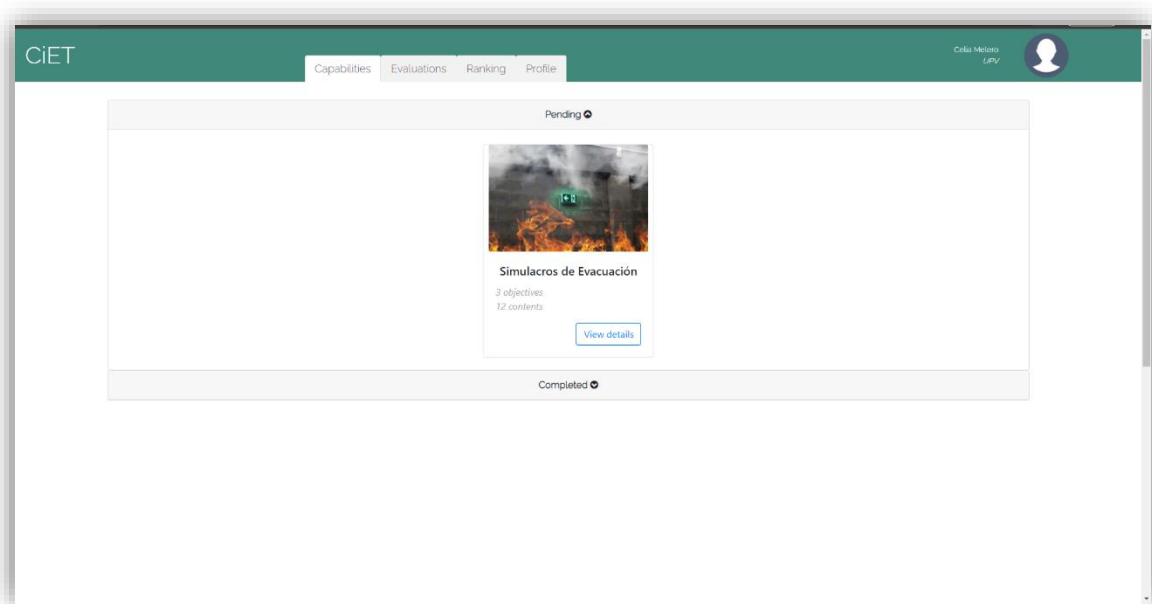 CiET
Celia Melero
UPV
Capabilities Evaluations Ranking Profile
Pending
Simulacros de Evacuación
3 objectives
12 contents
View details
Completed